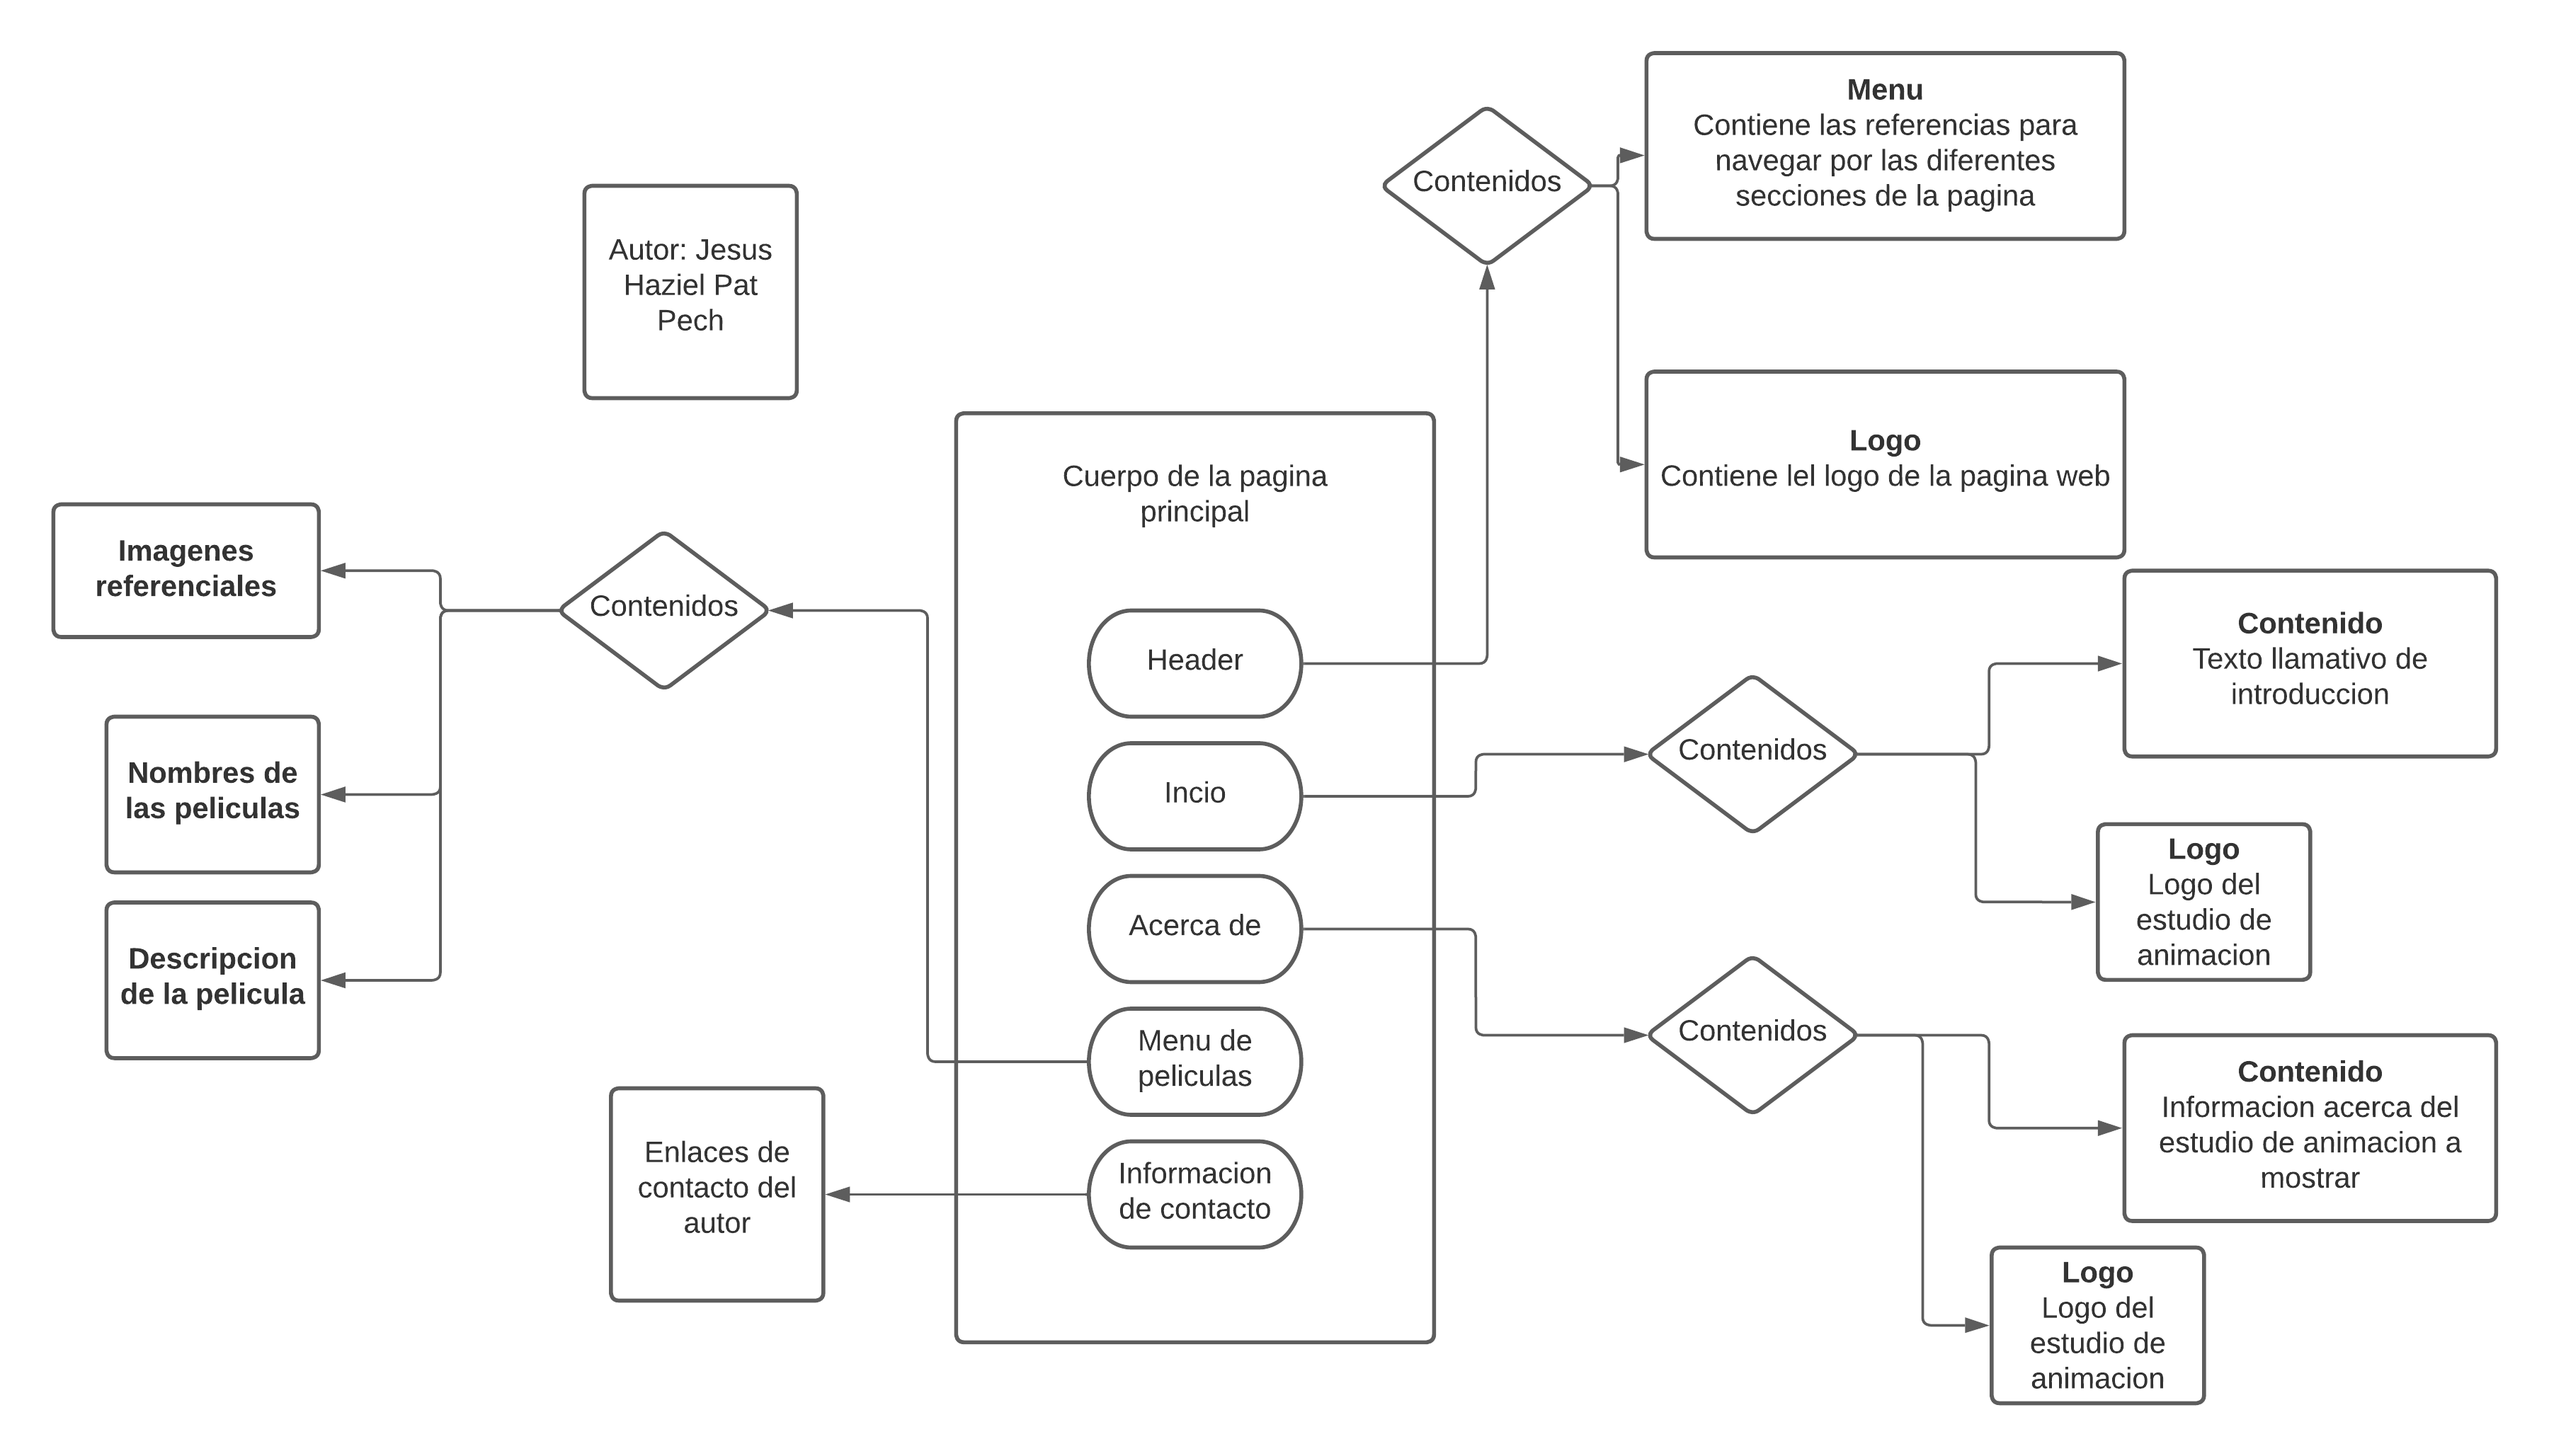 Menu
Contiene las referencias para
navegar por las diferentes
secciones de la pagina
Contenidos
Autor: Jesus
Haziel Pat
Pech
Logo
Contiene lel logo de la pagina web
Cuerpo de la pagina
principal
Imagenes
referenciales
Contenidos
Header
Contenido
Texto llamativo de
introduccion
Nombres de
las peliculas
Incio
Contenidos
Logo
Logo del
estudio de
animacion
Descripcion
de la pelicula
Acerca de
Contenidos
Menu de
peliculas
Contenido
Informacion acerca del
estudio de animacion a
mostrar
Enlaces de
contacto del
autor
Informacion
de contacto
Logo
Logo del
estudio de
animacion